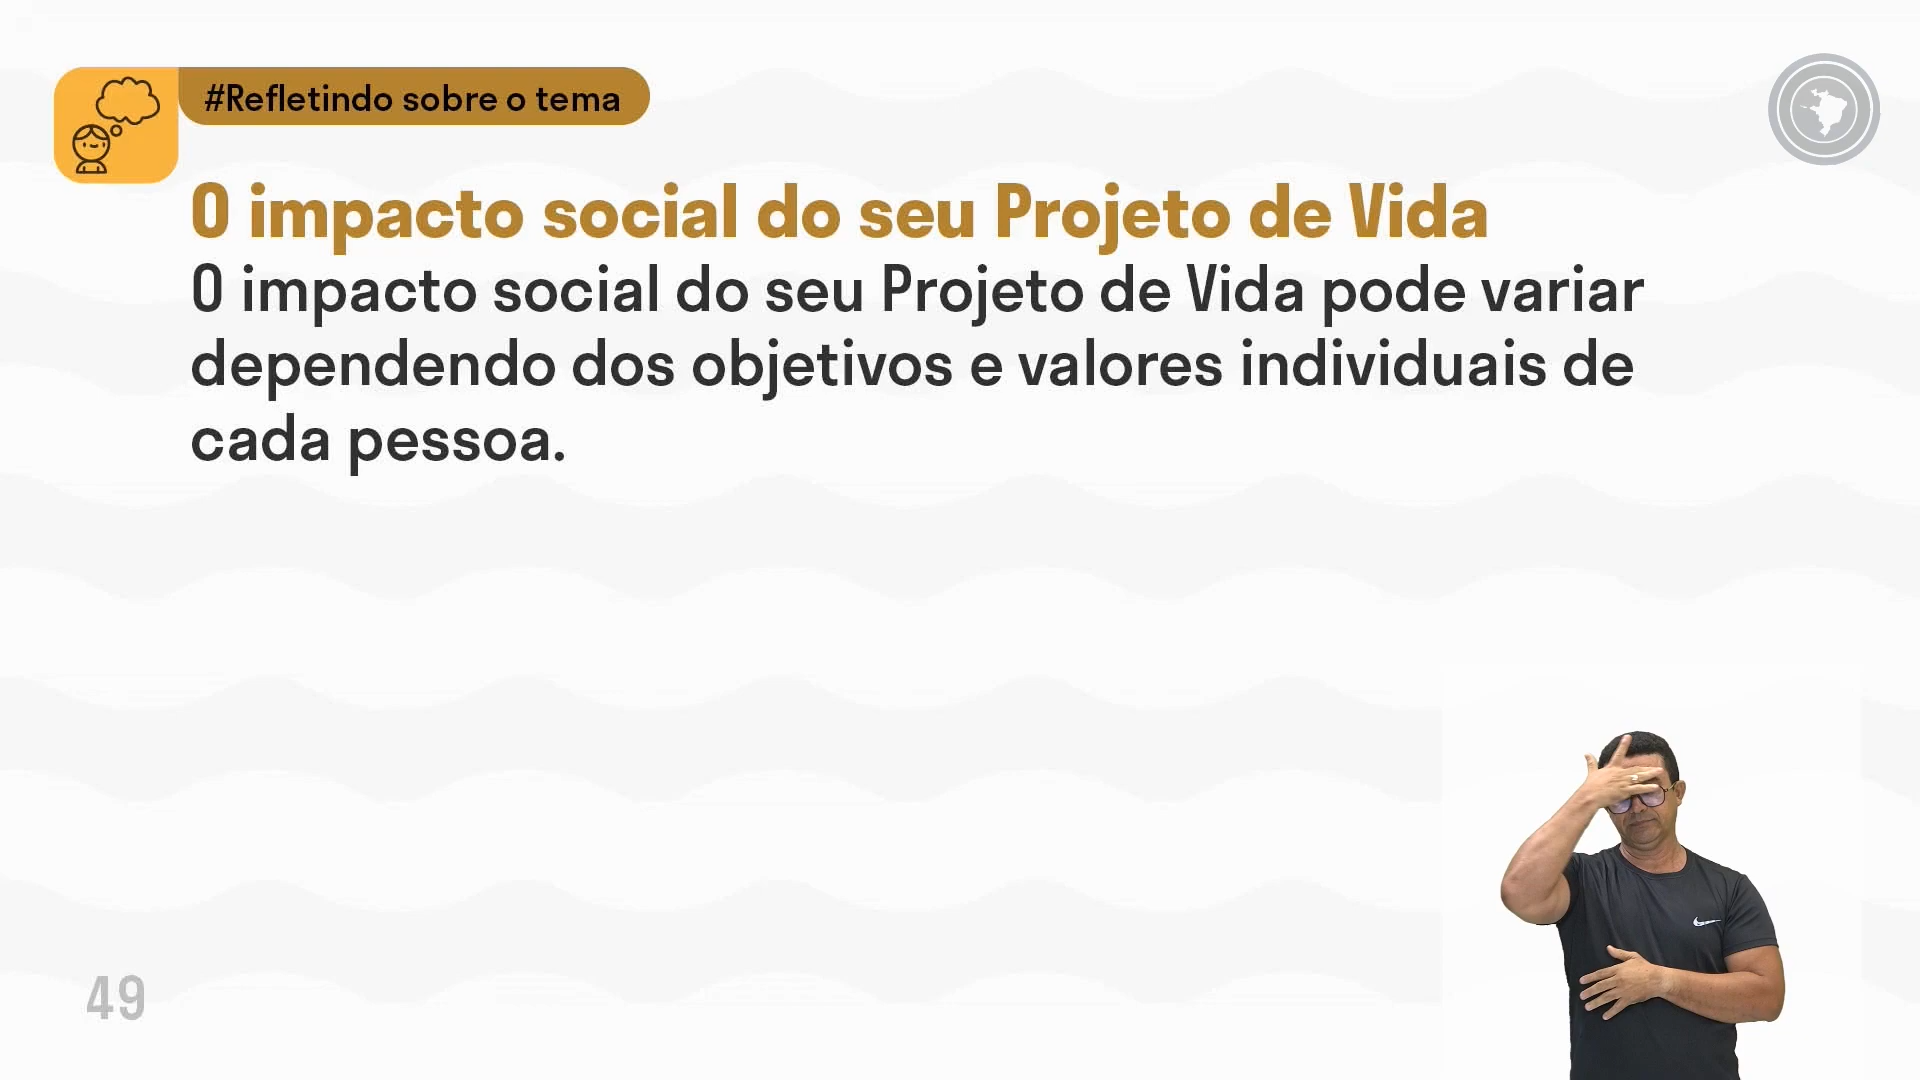 #Refletindo sobre o tema
O impacto social do seu Projeto de Vida
O impacto social do seu Projeto de Vida pode variar
dependendo dos objetivos e valores individuais de
cada pessoa.
49